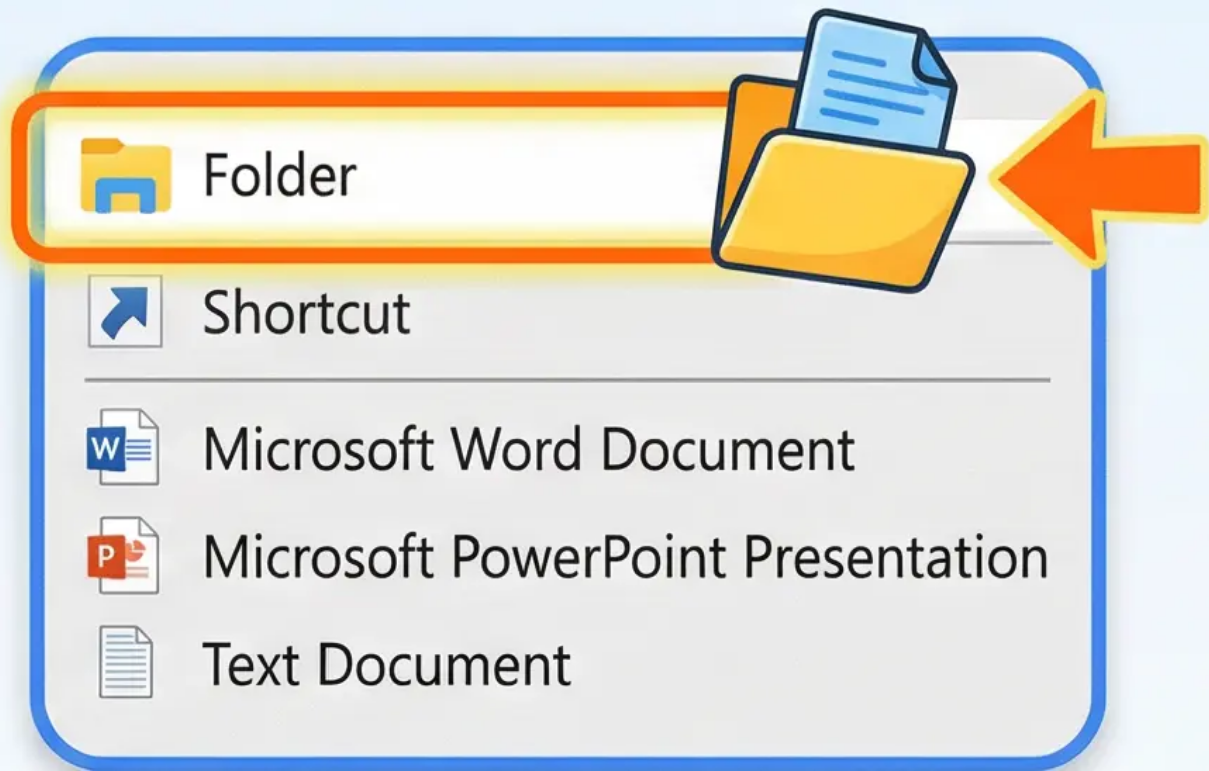 Folder
Shortcut
W
Microsoft Word Document
P
Microsoft PowerPoint Presentation
Text Document